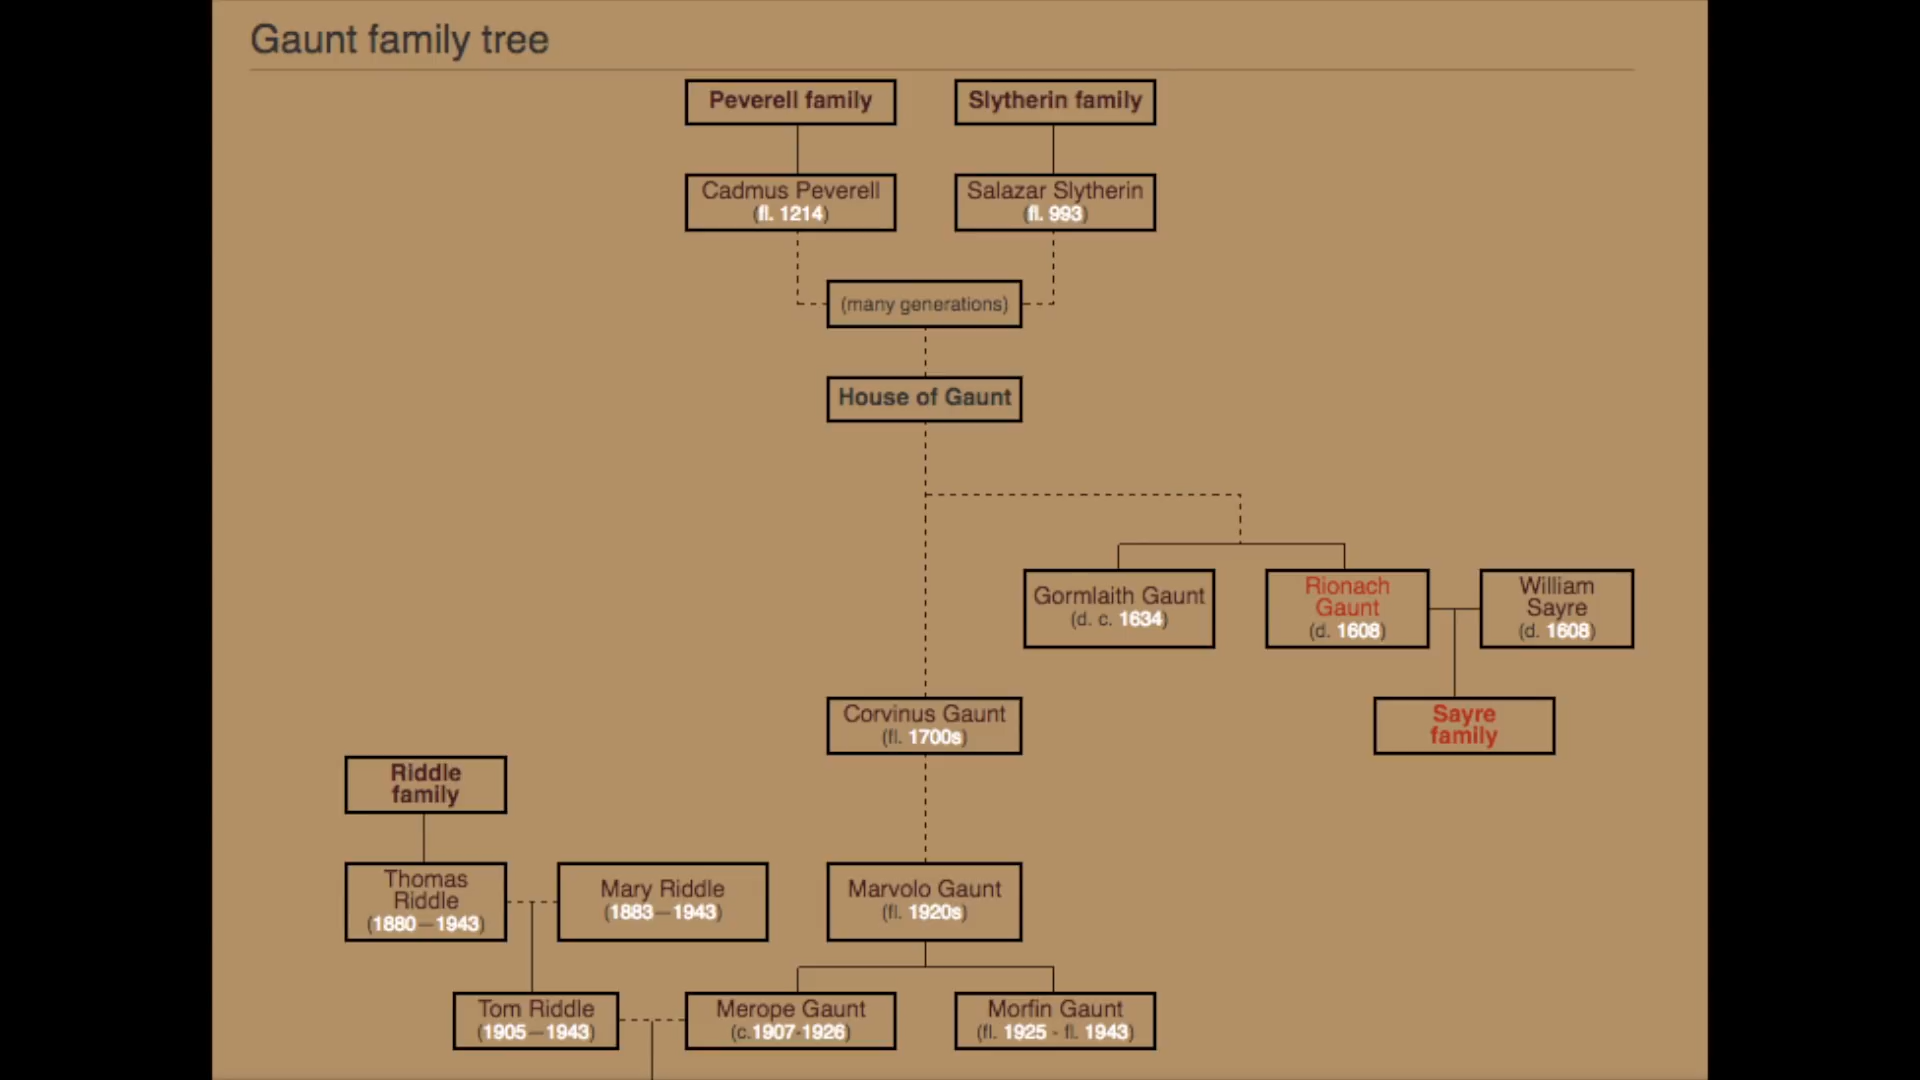 Gaunt family tree
Peverell family
Slytherin family
Cadmus Peverell
(fl. 1214)
Salazar Slytherin
(fl. 993)
(many generations)
House of Gaunt
Gormlaith Gaunt
(d. c. 1634)
Rionach
Gaunt
(d. 1608)
William
Sayre
(d. 1608)
Corvinus Gaunt
(fl. 1700s)
Sayre
family
Riddle
family
Thomas
Riddle
(1880—1943)
Mary Riddle
(1883—1943)
Marvolo Gaunt
(fl. 1920s)
Tom Riddle
(1905—1943)
Merope Gaunt
(c.1907-1926)
Morfin Gaunt
(fl. 1925 - fl. 1943)